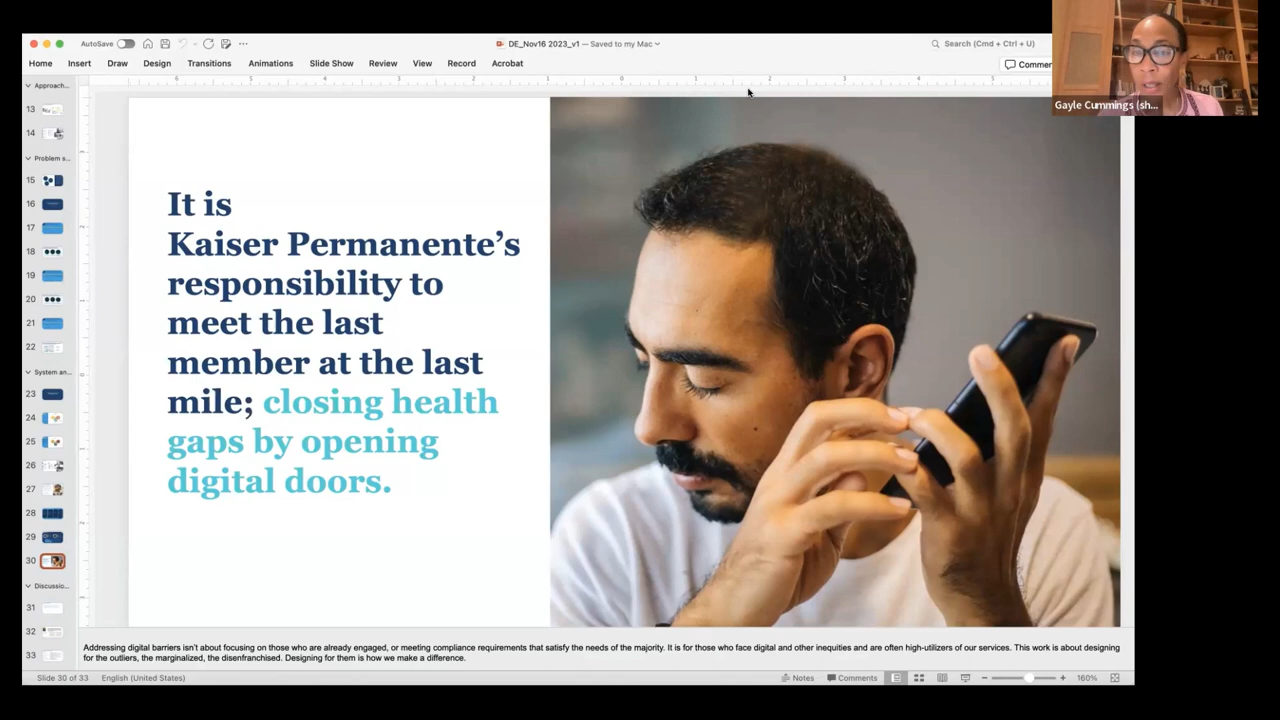 AutoSave
DE_Nov16 2023_v1 — Saved to my Mac
Search (Cmd + Ctrl + U)
Home Insert Draw Design Transitions Animations Slide Show Review View Record Acrobat
Commen
Gayle Cummings (sh...
Approach...
13
14
Problem s...
15
16
17
18
19
20
21
22
System an...
23
24
25
26
27
28
29
30
Discussio...
31
32
33
It is
Kaiser Permanente’s
responsibility to
meet the last
member at the last
mile; closing health
gaps by opening
digital doors.
Addressing digital barriers isn’t about focusing on those who are already engaged, or meeting compliance requirements that satisfy the needs of the majority. It is for those who face digital and other inequities and are often high-utilizers of our services. This work is about designing
for the outliers, the marginalized, the disenfranchised. Designing for them is how we make a difference.
Slide 30 of 33 English (United States)
Notes Comments 160%